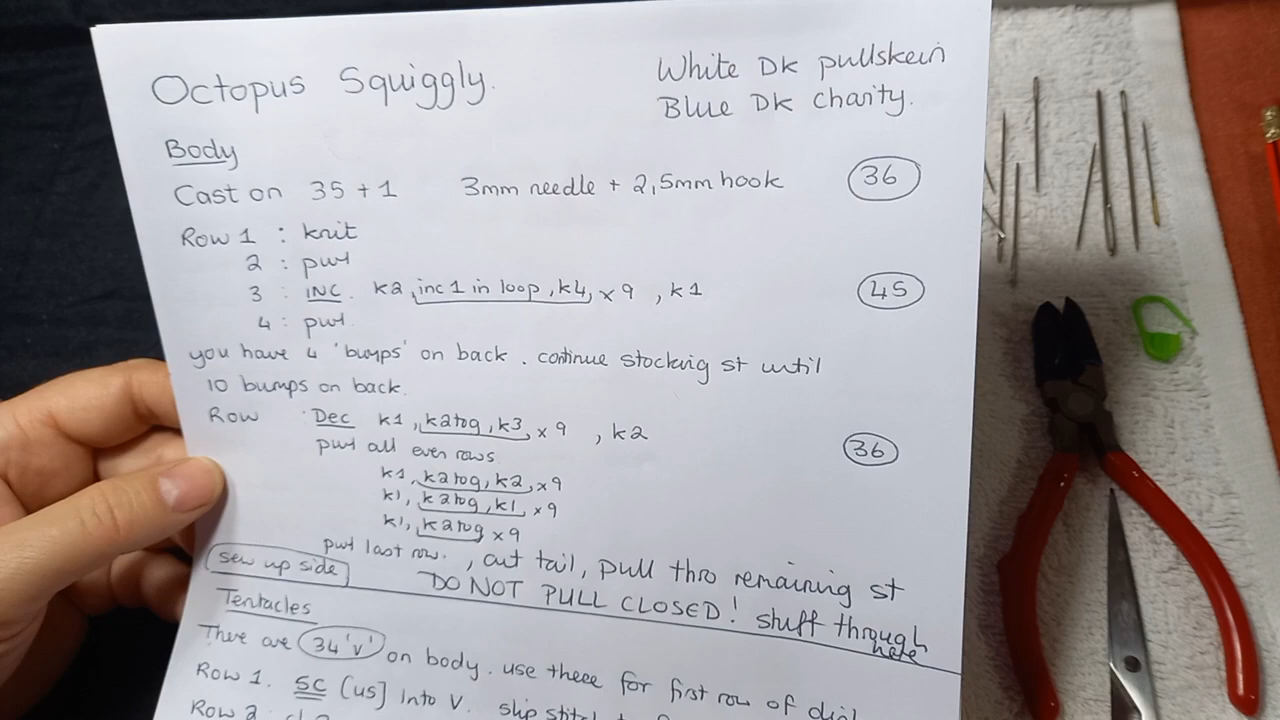 Octopus Squiggly.
White DK pullskein
Blue DK charity.
Body
Cast on 35 + 1 3mm needle + 2,5mm hook 36
Row 1 : knit
2 : purl
3 : INC. k2, inc 1 in loop, k4, x 9 , k1 45
4 : purl.
you have 4 'bumps' on back. continue stocking st until
10 bumps on back.
Row Dec k1, k2tog, k3, x 9 , k2 36
purl all even rows.
k1, k2tog, k2, x9
k1, k2tog, k1, x9
k1, k2tog x9
purl last row. , cut tail, pull thro remaining st
sew up side DO NOT PULL CLOSED! stuff through here
Tentacles
There are 34 'v' on body. use these for first row of
Row 1. SC [US] into V. slip stitch
Row 2